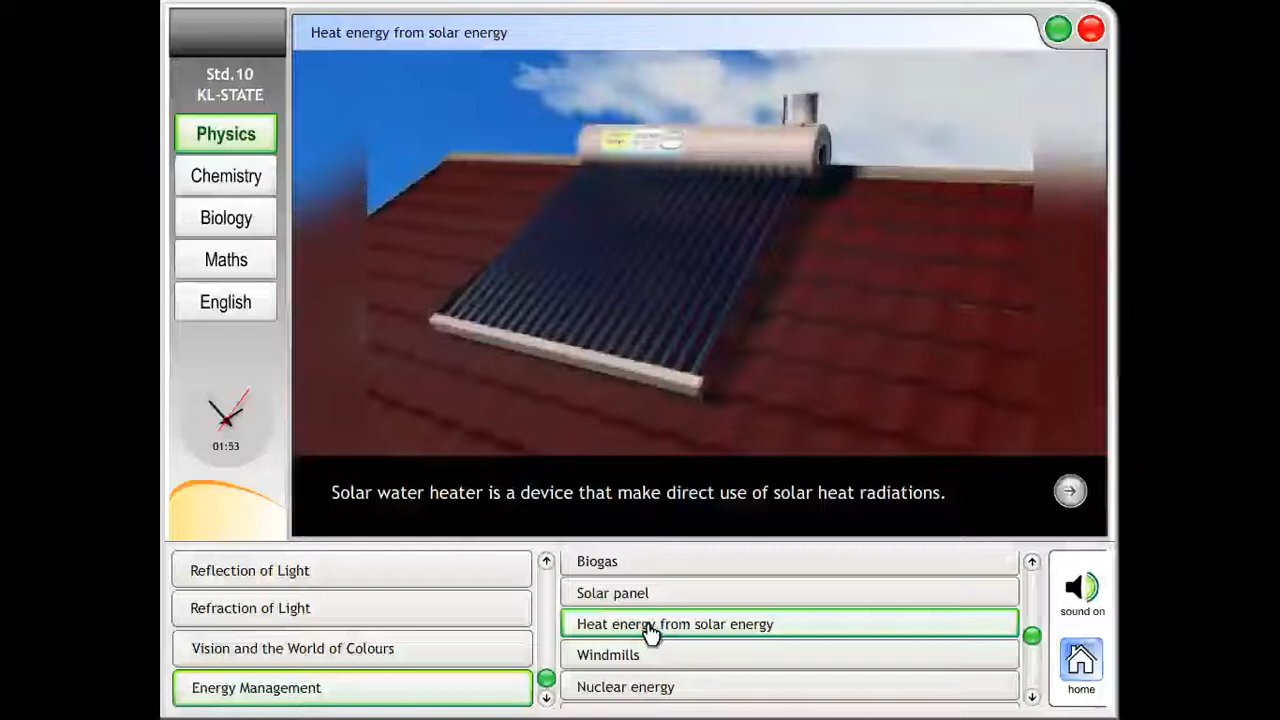 Heat energy from solar energy
Std.10
KL-STATE
Physics
Chemistry
Biology
Maths
English
01:53
Solar water heater is a device that make direct use of solar heat radiations.
Reflection of Light
Refraction of Light
Vision and the World of Colours
Energy Management
Biogas
Solar panel
Heat energy from solar energy
Windmills
Nuclear energy
sound on
home